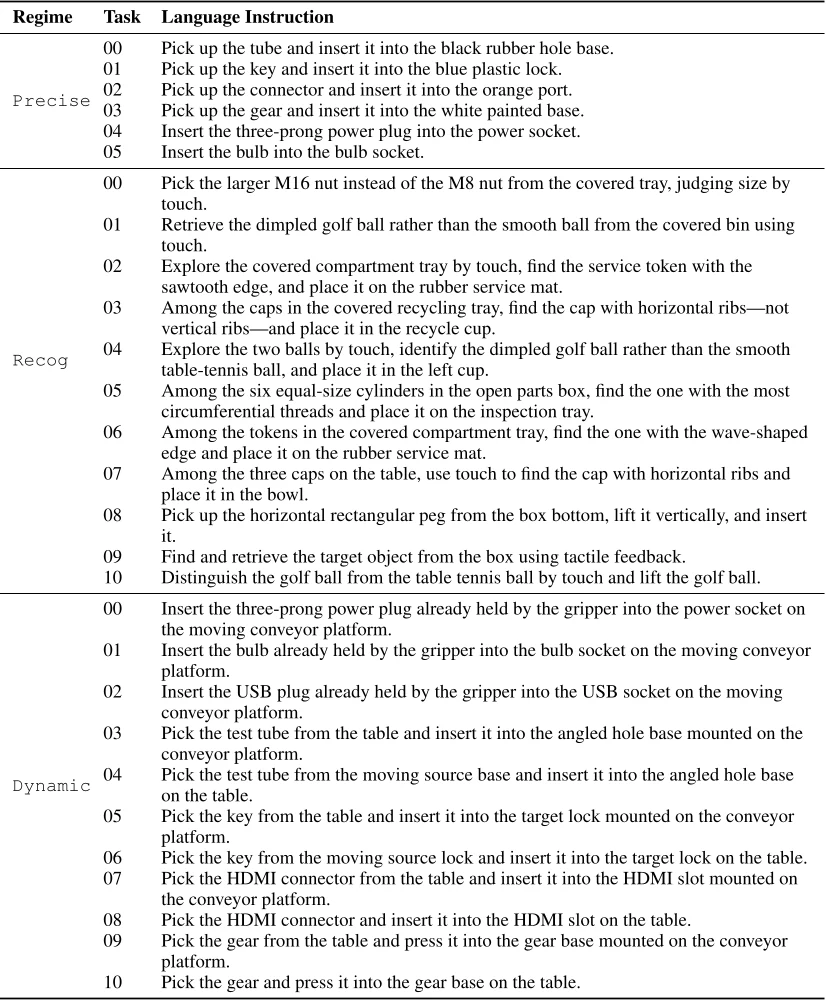 Regime Task Language Instruction
Precise
00 Pick up the tube and insert it into the black rubber hole base.
01 Pick up the key and insert it into the blue plastic lock.
02 Pick up the connector and insert it into the orange port.
03 Pick up the gear and insert it into the white painted base.
04 Insert the three-prong power plug into the power socket.
05 Insert the bulb into the bulb socket.
Recog
00 Pick the larger M16 nut instead of the M8 nut from the covered tray, judging size by
touch.
01 Retrieve the dimpled golf ball rather than the smooth ball from the covered bin using
touch.
02 Explore the covered compartment tray by touch, find the service token with the
sawtooth edge, and place it on the rubber service mat.
03 Among the caps in the covered recycling tray, find the cap with horizontal ribs—not
vertical ribs—and place it in the recycle cup.
04 Explore the two balls by touch, identify the dimpled golf ball rather than the smooth
table-tennis ball, and place it in the left cup.
05 Among the six equal-size cylinders in the open parts box, find the one with the most
circumferential threads and place it on the inspection tray.
06 Among the tokens in the covered compartment tray, find the one with the wave-shaped
edge and place it on the rubber service mat.
07 Among the three caps on the table, use touch to find the cap with horizontal ribs and
place it in the bowl.
08 Pick up the horizontal rectangular peg from the box bottom, lift it vertically, and insert
it.
09 Find and retrieve the target object from the box using tactile feedback.
10 Distinguish the golf ball from the table tennis ball by touch and lift the golf ball.
Dynamic
00 Insert the three-prong power plug already held by the gripper into the power socket on
the moving conveyor platform.
01 Insert the bulb already held by the gripper into the bulb socket on the moving conveyor
platform.
02 Insert the USB plug already held by the gripper into the USB socket on the moving
conveyor platform.
03 Pick the test tube from the table and insert it into the angled hole base mounted on the
conveyor platform.
04 Pick the test tube from the moving source base and insert it into the angled hole base
on the table.
05 Pick the key from the table and insert it into the target lock mounted on the conveyor
platform.
06 Pick the key from the moving source lock and insert it into the target lock on the table.
07 Pick the HDMI connector from the table and insert it into the HDMI slot mounted on
the conveyor platform.
08 Pick the HDMI connector and insert it into the HDMI slot on the table.
09 Pick the gear from the table and press it into the gear base mounted on the conveyor
platform.
10 Pick the gear and press it into the gear base on the table.